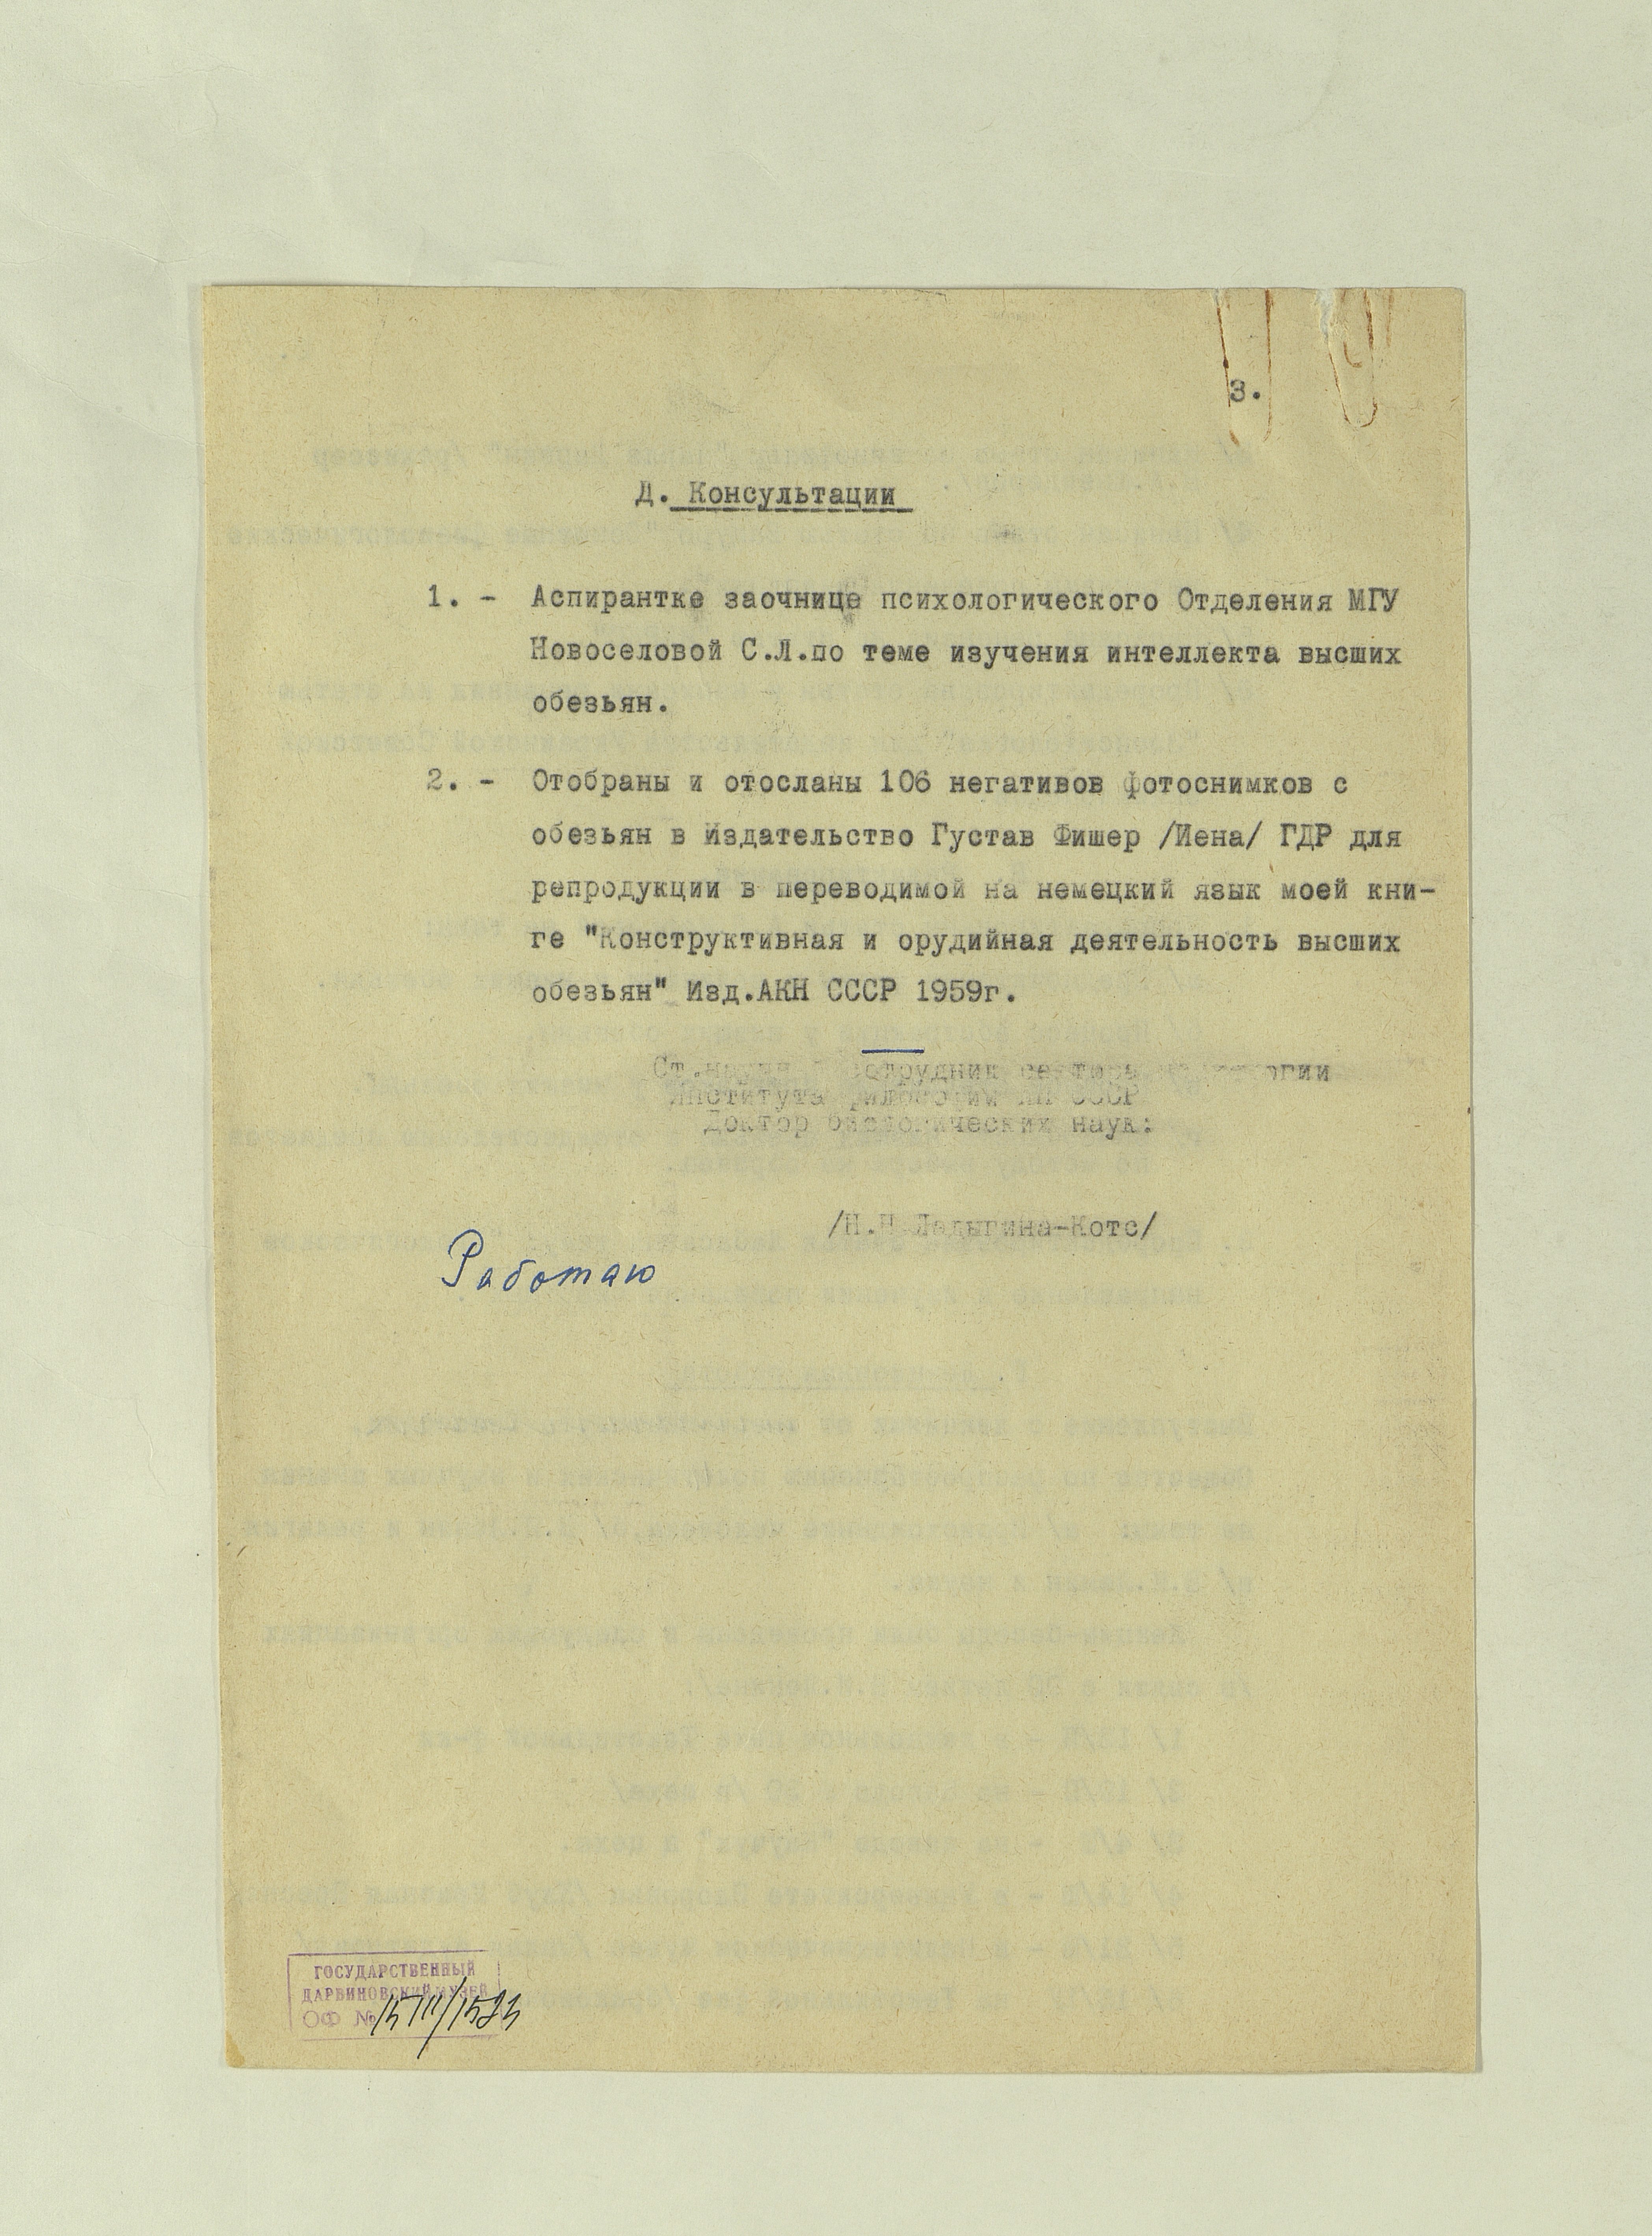 3.
Д. Консультации
1. - Аспирантке заочнице психологического Отделения МГУ
Новоселовой С.Л.по теме изучения интеллекта высших
обезьян.
2. - Отобраны и отосланы 106 негативов фотоснимков с
обезьян в Издательство Густав Фишер /Иена/ ГДР для
репродукции в переводимой на немецкий язык моей кни-
ге "Конструктивная и орудийная деятельность высших
обезьян" Изд.АКН СССР 1959г.
Ст. сотрудник сектора
Института философии АН СССР
Доктор биологических наук:
/Н.Н Ладыгина-Котс/
Работаю
ГОСУДАРСТВЕННЫЙ
ДАРВИНОВСКИЙ МУЗЕЙ
ОФ №